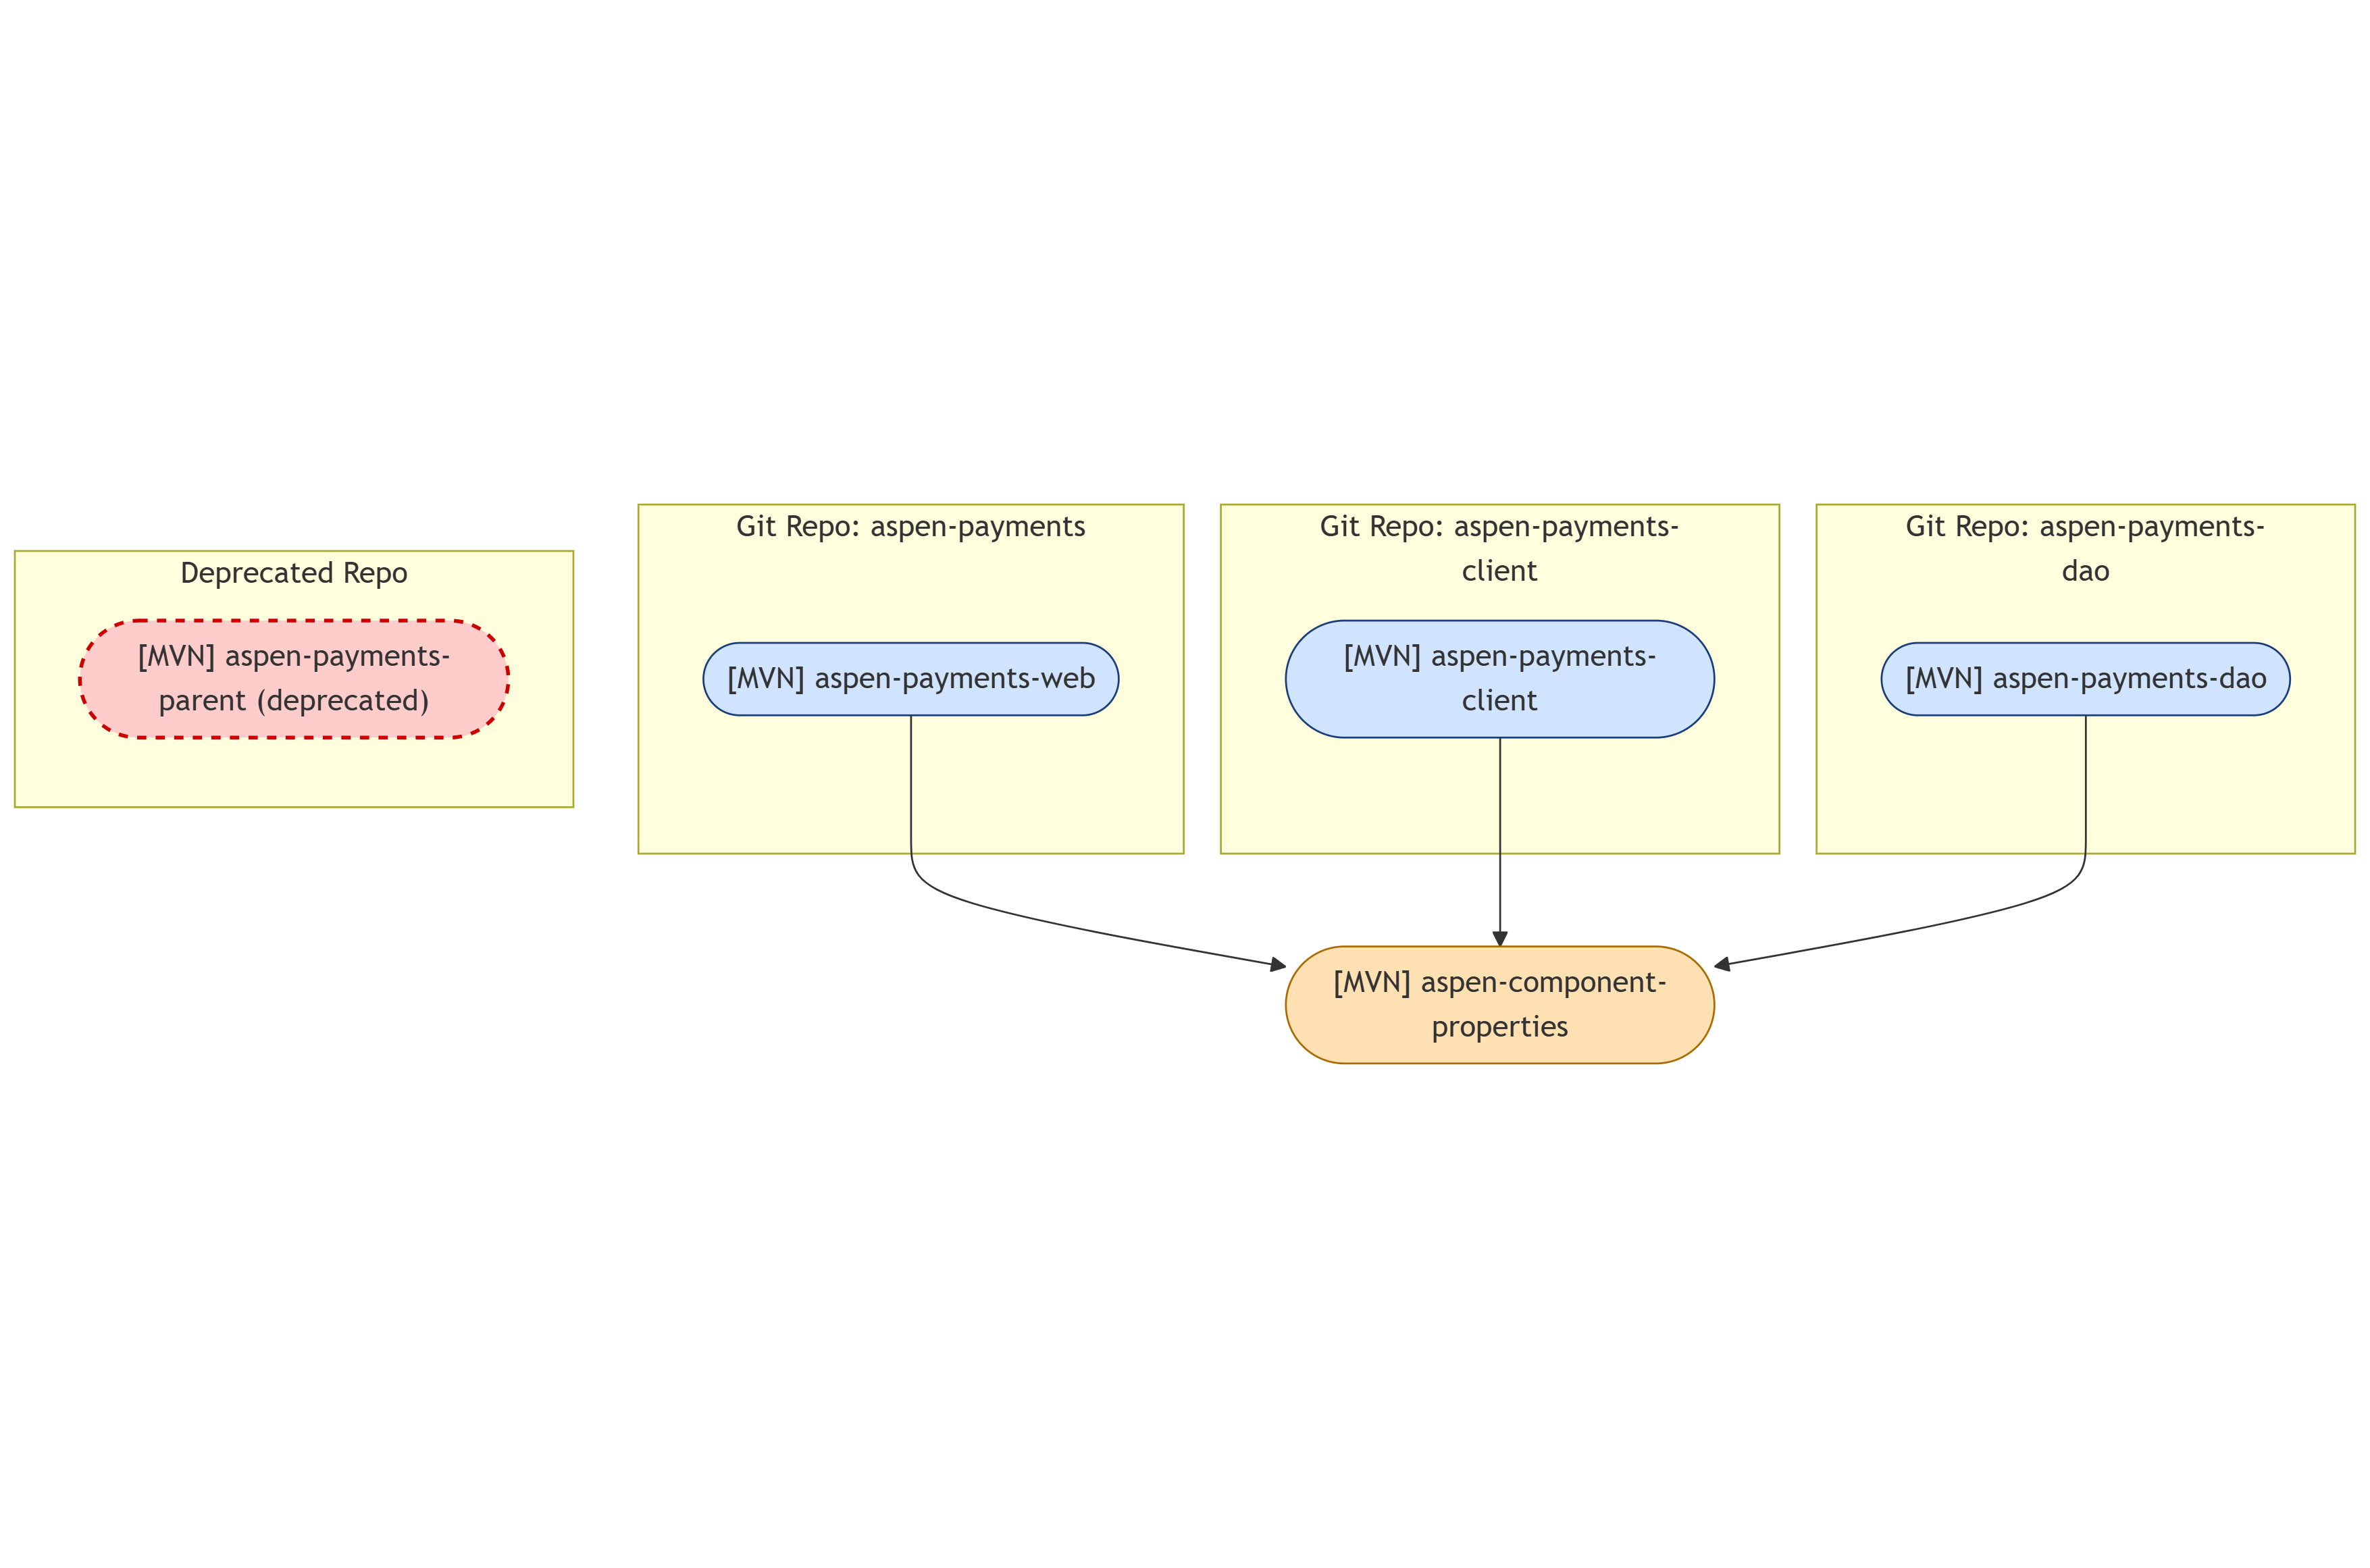 Deprecated Repo
[MVN] aspen-payments-
parent (deprecated)
Git Repo: aspen-payments
[MVN] aspen-payments-web
Git Repo: aspen-payments-
client
[MVN] aspen-payments-
client
Git Repo: aspen-payments-
dao
[MVN] aspen-payments-dao
[MVN] aspen-component-
properties